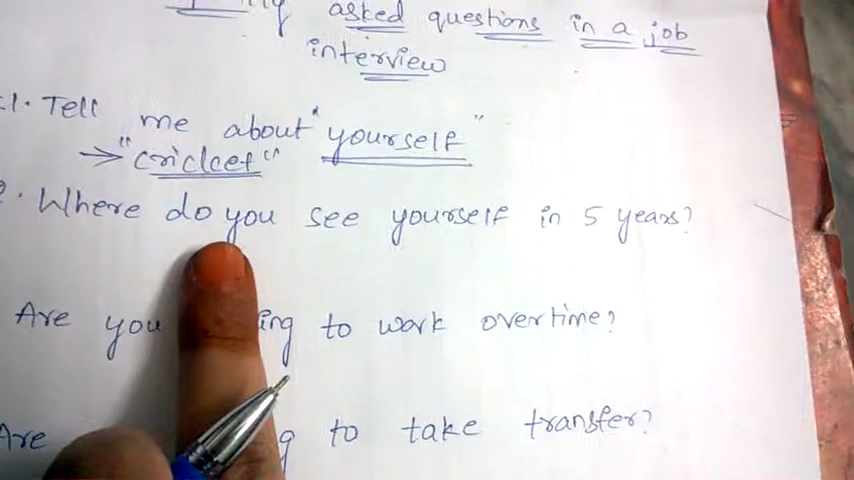 asked questions in a job
interview
1. Tell me about "yourself"
→ "cricket"
Where do you see yourself in 5 years?
Are you to work overtime?
Are to take transfer?